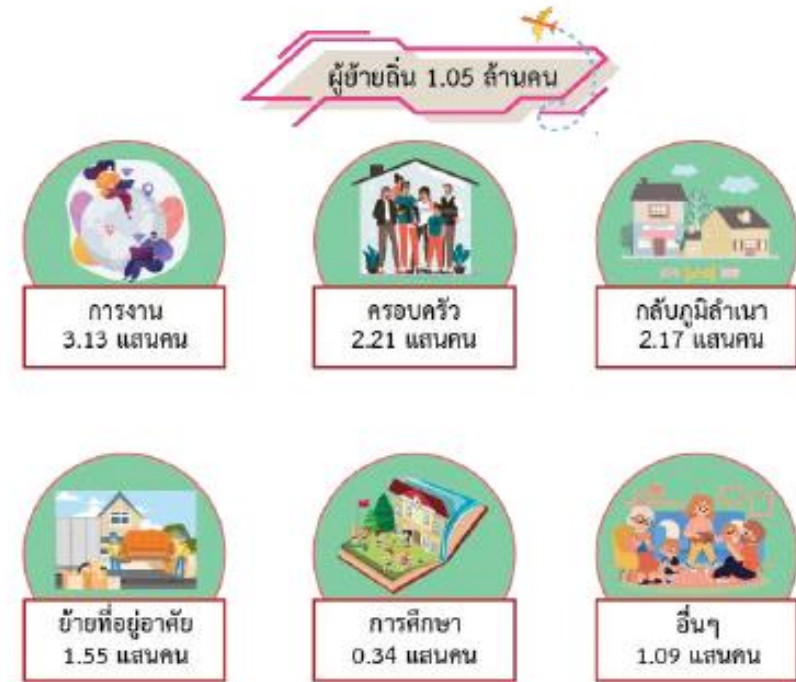 ผู้ย้ายถิ่น 1.05 ล้านคน
การงาน
3.13 แสนคน
ครอบครัว
2.21 แสนคน
กลับภูมิลำเนา
2.17 แสนคน
ย้ายที่อยู่อาศัย
1.55 แสนคน
การศึกษา
0.34 แสนคน
อื่นๆ
1.09 แสนคน